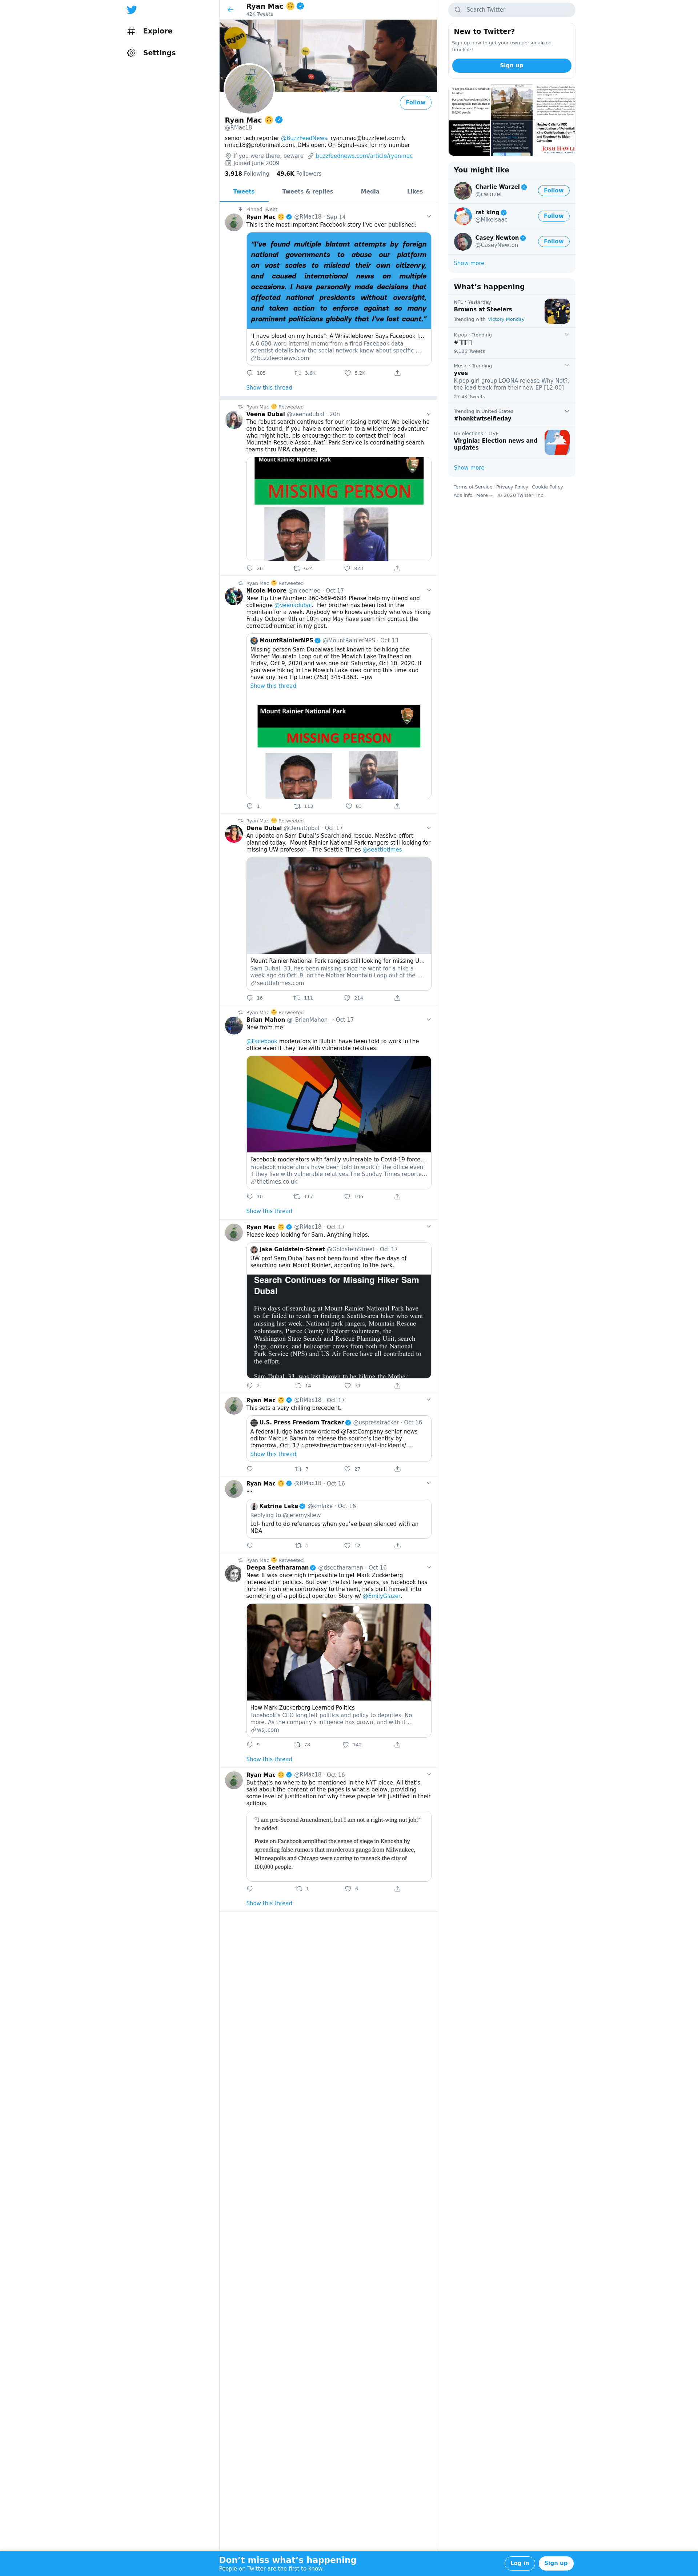 Explore
Settings
Ryan Mac 🙃
42K Tweets
Ryan
Follow
Ryan Mac 🙃
@RMac18
senior tech reporter @BuzzFeedNews. ryan.mac@buzzfeed.com &
rmac18@protonmail.com. DMs open. On Signal--ask for my number
If you were there, beware buzzfeednews.com/article/ryanmac
Joined June 2009
3,918 Following 49.6K Followers
Tweets Tweets & replies Media Likes
Pinned Tweet
Ryan Mac 🙃 @RMac18 · Sep 14
This is the most important Facebook story I've ever published:
"I've found multiple blatant attempts by foreign
national governments to abuse our platform
on vast scales to mislead their own citizenry,
and caused international news on multiple
occasions. I have personally made decisions that
affected national presidents without oversight,
and taken action to enforce against so many
prominent politicians globally that I've lost count."
"I have blood on my hands": A Whistleblower Says Facebook I...
A 6,600-word internal memo from a fired Facebook data
scientist details how the social network knew about specific ...
buzzfeednews.com
105 3.6K 5.2K
Show this thread
Ryan Mac 🙃 Retweeted
Veena Dubal @veenadubal · 20h
The robust search continues for our missing brother. We believe he
can be found. If you have a connection to a wilderness adventurer
who might help, pls encourage them to contact their local
Mountain Rescue Assoc. Nat'l Park Service is coordinating search
teams thru MRA chapters.
Mount Rainier National Park
MISSING PERSON
26 624 823
Ryan Mac 🙃 Retweeted
Nicole Moore @nicoemoe · Oct 17
New Tip Line Number: 360-569-6684 Please help my friend and
colleague @veenadubal. Her brother has been lost in the
mountain for a week. Anybody who knows anybody who was hiking
Friday October 9th or 10th and May have seen him contact the
corrected number in my post.
MountRainierNPS @MountRainierNPS · Oct 13
Missing person Sam Dubalwas last known to be hiking the
Mother Mountain Loop out of the Mowich Lake Trailhead on
Friday, Oct 9, 2020 and was due out Saturday, Oct 10, 2020. If
you were hiking in the Mowich Lake area during this time and
have any info Tip Line: (253) 345-1363. ~pw
Show this thread
Mount Rainier National Park
MISSING PERSON
1 113 83
Ryan Mac 🙃 Retweeted
Dena Dubal @DenaDubal · Oct 17
An update on Sam Dubal's Search and rescue. Massive effort
planned today. Mount Rainier National Park rangers still looking for
missing UW professor – The Seattle Times @seattletimes
Mount Rainier National Park rangers still looking for missing U...
Sam Dubal, 33, has been missing since he went for a hike a
week ago on Oct. 9, on the Mother Mountain Loop out of the ...
seattletimes.com
16 111 214
Ryan Mac 🙃 Retweeted
Brian Mahon @_BrianMahon_ · Oct 17
New from me:
@Facebook moderators in Dublin have been told to work in the
office even if they live with vulnerable relatives.
Facebook moderators with family vulnerable to Covid-19 force...
Facebook moderators have been told to work in the office even
if they live with vulnerable relatives.The Sunday Times reporte...
thetimes.co.uk
10 117 106
Show this thread
Ryan Mac 🙃 @RMac18 · Oct 17
Please keep looking for Sam. Anything helps.
Jake Goldstein-Street @GoldsteinStreet · Oct 17
UW prof Sam Dubal has not been found after five days of
searching near Mount Rainier, according to the park.
Search Continues for Missing Hiker Sam
Dubal
Five days of searching at Mount Rainier National Park have
so far failed to result in finding a Seattle-area hiker who went
missing last week. National park rangers, Mountain Rescue
volunteers, Pierce County Explorer volunteers, the
Washington State Search and Rescue Planning Unit, search
dogs, drones, and helicopter crews from both the National
Park Service (NPS) and US Air Force have all contributed to
the effort.
Sam Dubal, 33, was last known to be hiking the Mother
2 14 31
Ryan Mac 🙃 @RMac18 · Oct 17
This sets a very chilling precedent.
U.S. Press Freedom Tracker @uspresstracker · Oct 16
A federal judge has now ordered @FastCompany senior news
editor Marcus Baram to release the source's identity by
tomorrow, Oct. 17 : pressfreedomtracker.us/all-incidents/...
Show this thread
7 27
Ryan Mac 🙃 @RMac18 · Oct 16
Katrina Lake @kmlake · Oct 16
Replying to @jeremysliew
Lol- hard to do references when you've been silenced with an
NDA
1 12
Ryan Mac 🙃 Retweeted
Deepa Seetharaman @dseetharaman · Oct 16
New: It was once nigh impossible to get Mark Zuckerberg
interested in politics. But over the last few years, as Facebook has
lurched from one controversy to the next, he's built himself into
something of a political operator. Story w/ @EmilyGlazer.
How Mark Zuckerberg Learned Politics
Facebook's CEO long left politics and policy to deputies. No
more. As the company's influence has grown, and with it ...
wsj.com
9 78 142
Show this thread
Ryan Mac 🙃 @RMac18 · Oct 16
But that's no where to be mentioned in the NYT piece. All that's
said about the content of the pages is what's below, providing
some level of justification for why these people felt justified in their
actions.
"I am pro-Second Amendment, but I am not a right-wing nut job,"
he added.
Posts on Facebook amplified the sense of siege in Kenosha by
spreading false rumors that murderous gangs from Milwaukee,
Minneapolis and Chicago were coming to ransack the city of
100,000 people.
1 6
Show this thread
Search Twitter
New to Twitter?
Sign up now to get your own personalized
timeline!
Sign up
Hawley Calls for FEC
JOSH HAWLE
You might like
Charlie Warzel
@cwarzel
Follow
rat king
@MikeIsaac
Follow
Casey Newton
@CaseyNewton
Follow
Show more
What's happening
NFL · Yesterday
Browns at Steelers
Trending with Victory Monday
K-pop · Trending
#
9,106 Tweets
Music · Trending
yves
K-pop girl group LOONA release Why Not?,
the lead track from their new EP [12:00]
27.4K Tweets
Trending in United States
#honktwtselfieday
US elections · LIVE
Virginia: Election news and
updates
Show more
Terms of Service Privacy Policy Cookie Policy
Ads info More © 2020 Twitter, Inc.
Don't miss what's happening
People on Twitter are the first to know.
Log in Sign up